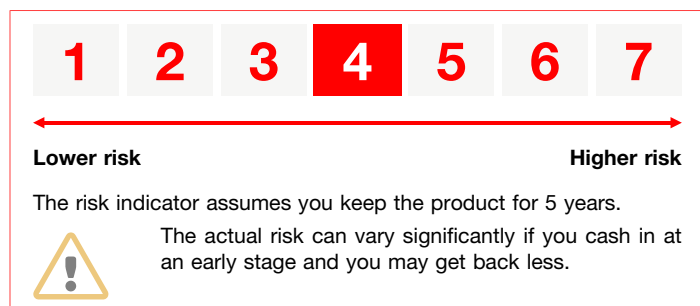 1 2 3 4 5 6 7
Lower risk Higher risk
The risk indicator assumes you keep the product for 5 years.
The actual risk can vary significantly if you cash in at
an early stage and you may get back less.